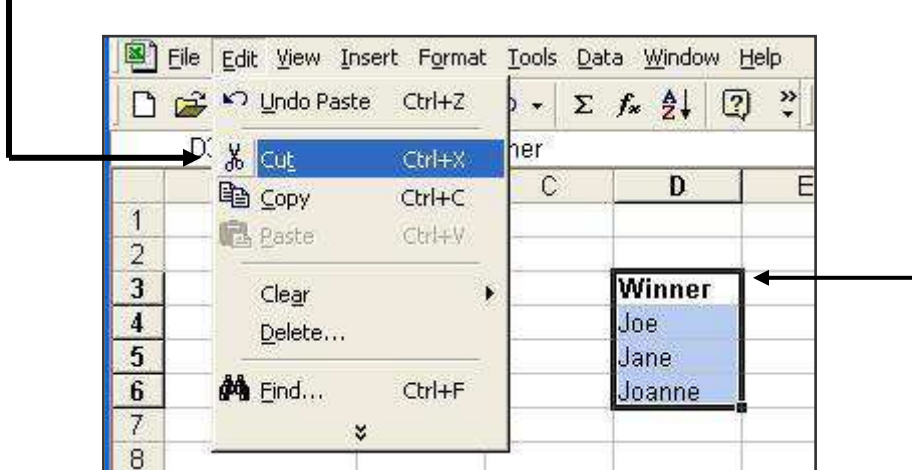 File Edit View Insert Format Tools Data Window Help
Undo Paste Ctrl+Z
Σ fx
Cut Ctrl+X
Copy Ctrl+C
Paste Ctrl+V
Clear
Delete...
Find... Ctrl+F
C D E
1
2
3 Winner
4 Joe
5 Jane
6 Joanne
7
8